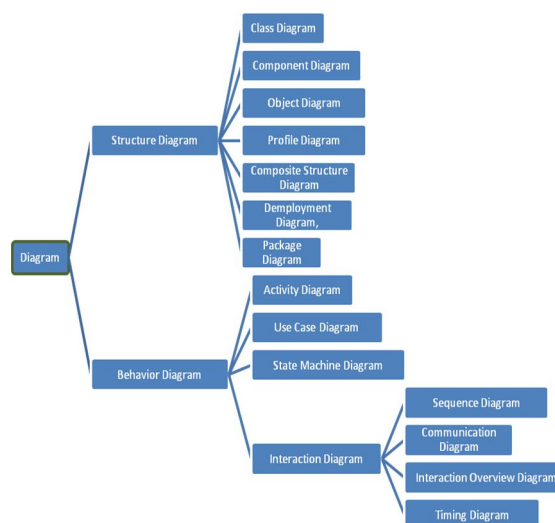 Class Diagram
Component Diagram
Object Diagram
Structure Diagram
Profile Diagram
Composite Structure
Diagram
Demployment
Diagram,
Package
Diagram
Diagram
Activity Diagram
Use Case Diagram
State Machine Diagram
Behavior Diagram
Sequence Diagram
Communication
Diagram
Interaction Diagram
Interaction Overview Diagram
Timing Diagram